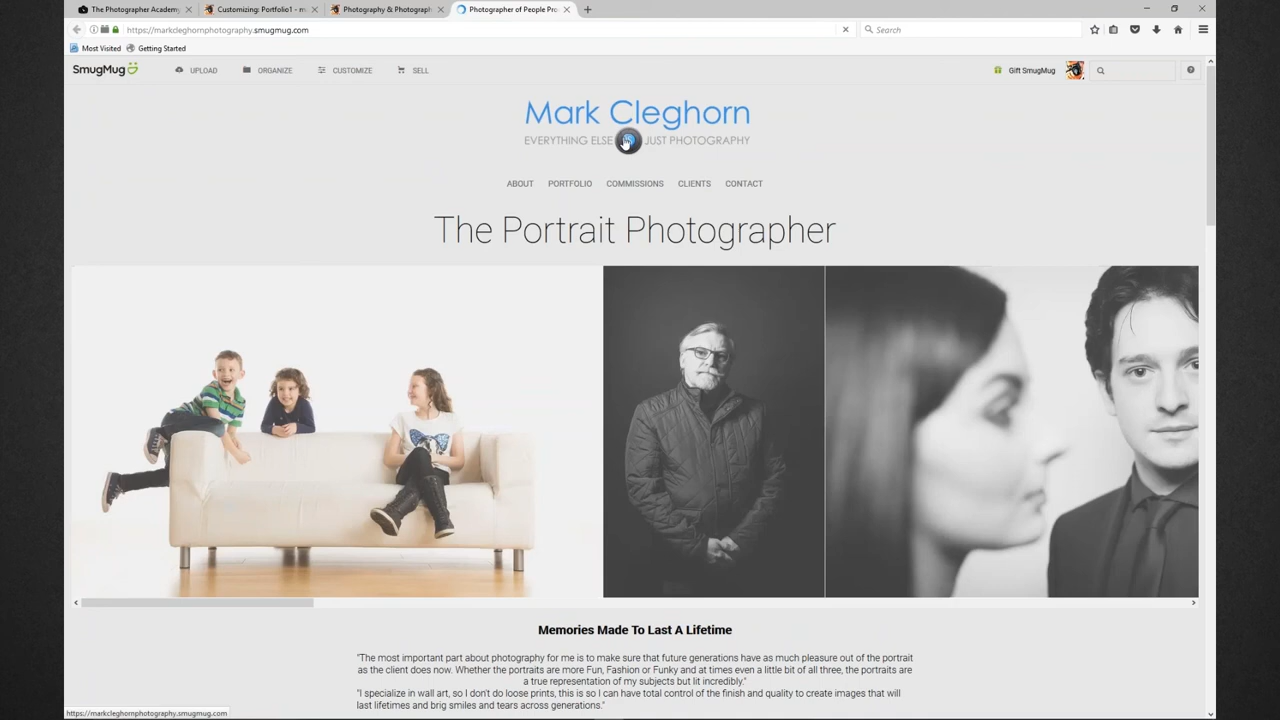 The Photographer Academy
Customizing: Portfolio1 - m
Photography & Photograph
Photographer of People Pro
https://markcleghornphotography.smugmug.com
Search
Most Visited
Getting Started
SmugMug
UPLOAD
ORGANIZE
CUSTOMIZE
SELL
Gift SmugMug
Mark Cleghorn
EVERYTHING ELSE JUST PHOTOGRAPHY
ABOUT
PORTFOLIO
COMMISSIONS
CLIENTS
CONTACT
The Portrait Photographer
Memories Made To Last A Lifetime
"The most important part about photography for me is to make sure that future generations have as much pleasure out of the portrait
as the client does now. Whether the portraits are more Fun, Fashion or Funky and at times even a little bit of all three, the portraits are
a true representation of my subjects but lit incredibly."
"I specialize in wall art, so I don't do loose prints, this is so I can have total control of the finish and quality to create images that will
last lifetimes and brig smiles and tears across generations."
https://markcleghornphotography.smugmug.com